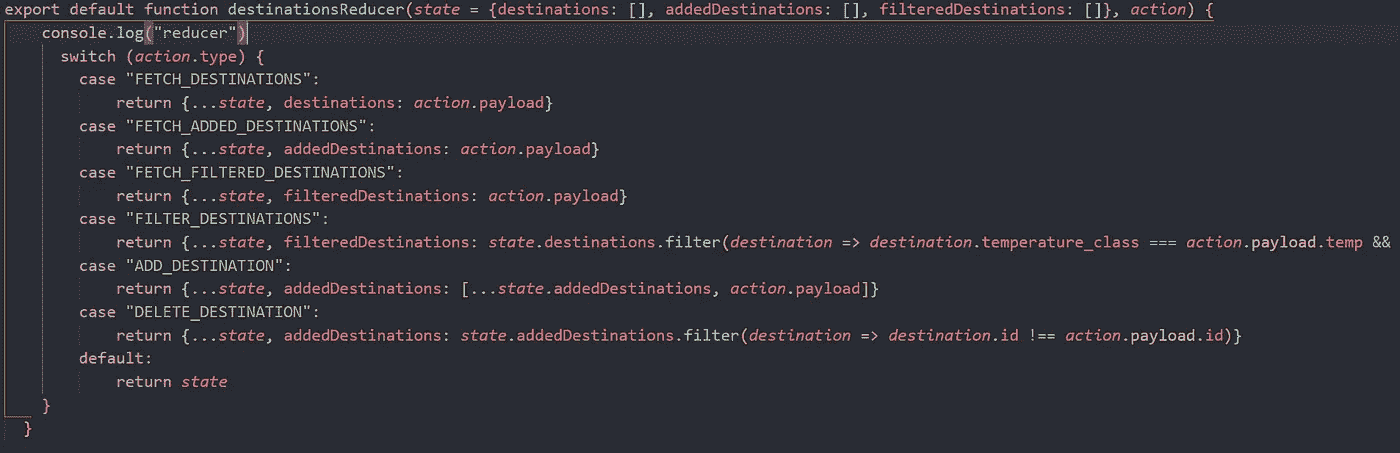 export default function destinationsReducer(state = {destinations: [], addedDestinations: [], filteredDestinations: []}, action) {
console.log("reducer")
switch (action.type) {
case "FETCH_DESTINATIONS":
return {...state, destinations: action.payload}
case "FETCH_ADDED_DESTINATIONS":
return {...state, addedDestinations: action.payload}
case "FETCH_FILTERED_DESTINATIONS":
return {...state, filteredDestinations: action.payload}
case "FILTER_DESTINATIONS":
return {...state, filteredDestinations: state.destinations.filter(destination => destination.temperature_class === action.payload.temp &&
case "ADD_DESTINATION":
return {...state, addedDestinations: [...state.addedDestinations, action.payload]}
case "DELETE_DESTINATION":
return {...state, addedDestinations: state.addedDestinations.filter(destination => destination.id !== action.payload.id)}
default:
return state
}
}